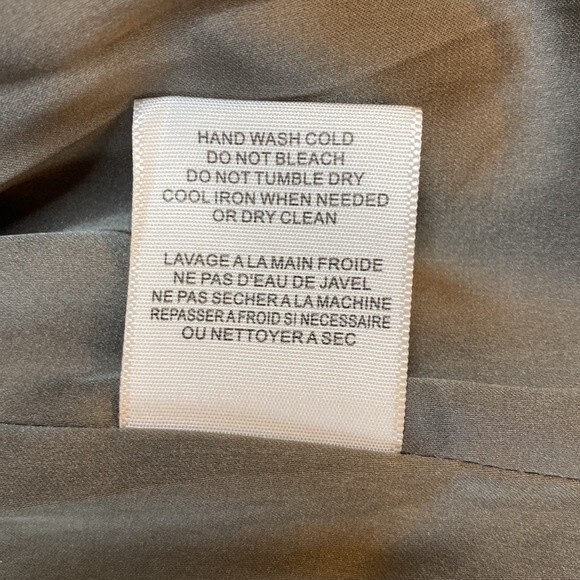 HAND WASH COLD
DO NOT BLEACH
DO NOT TUMBLE DRY
COOL IRON WHEN NEEDED
OR DRY CLEAN
LAVAGE A LA MAIN FROIDE
NE PAS D'EAU DE JAVEL
NE PAS SECHER A LA MACHINE
REPASSER A FROID SI NECESSAIRE
OU NETTOYER A SEC